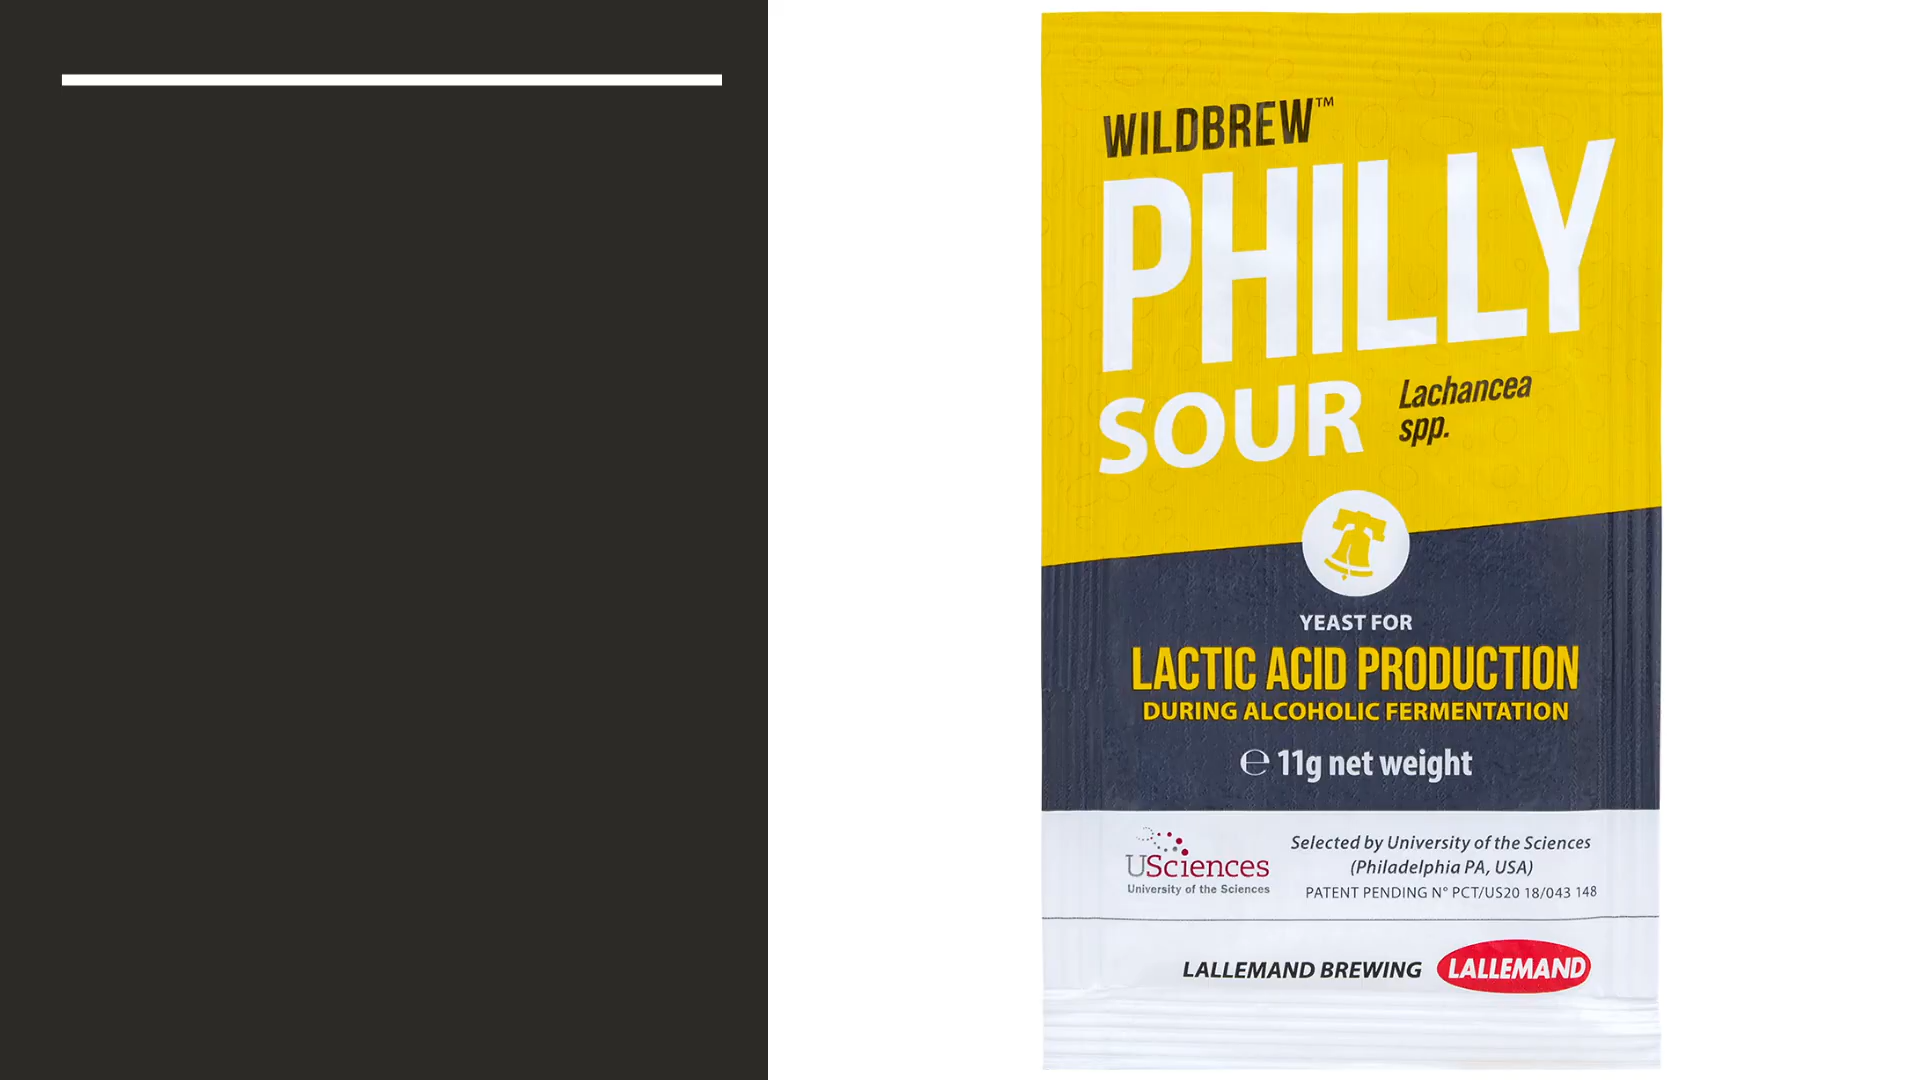 WILDBREW™
PHILLY
SOUR
Lachancea
spp.
YEAST FOR
LACTIC ACID PRODUCTION
DURING ALCOHOLIC FERMENTATION
℮ 11g net weight
USciences
University of the Sciences
Selected by University of the Sciences
(Philadelphia PA, USA)
PATENT PENDING N° PCT/US20 18/043 148
LALLEMAND BREWING
LALLEMAND